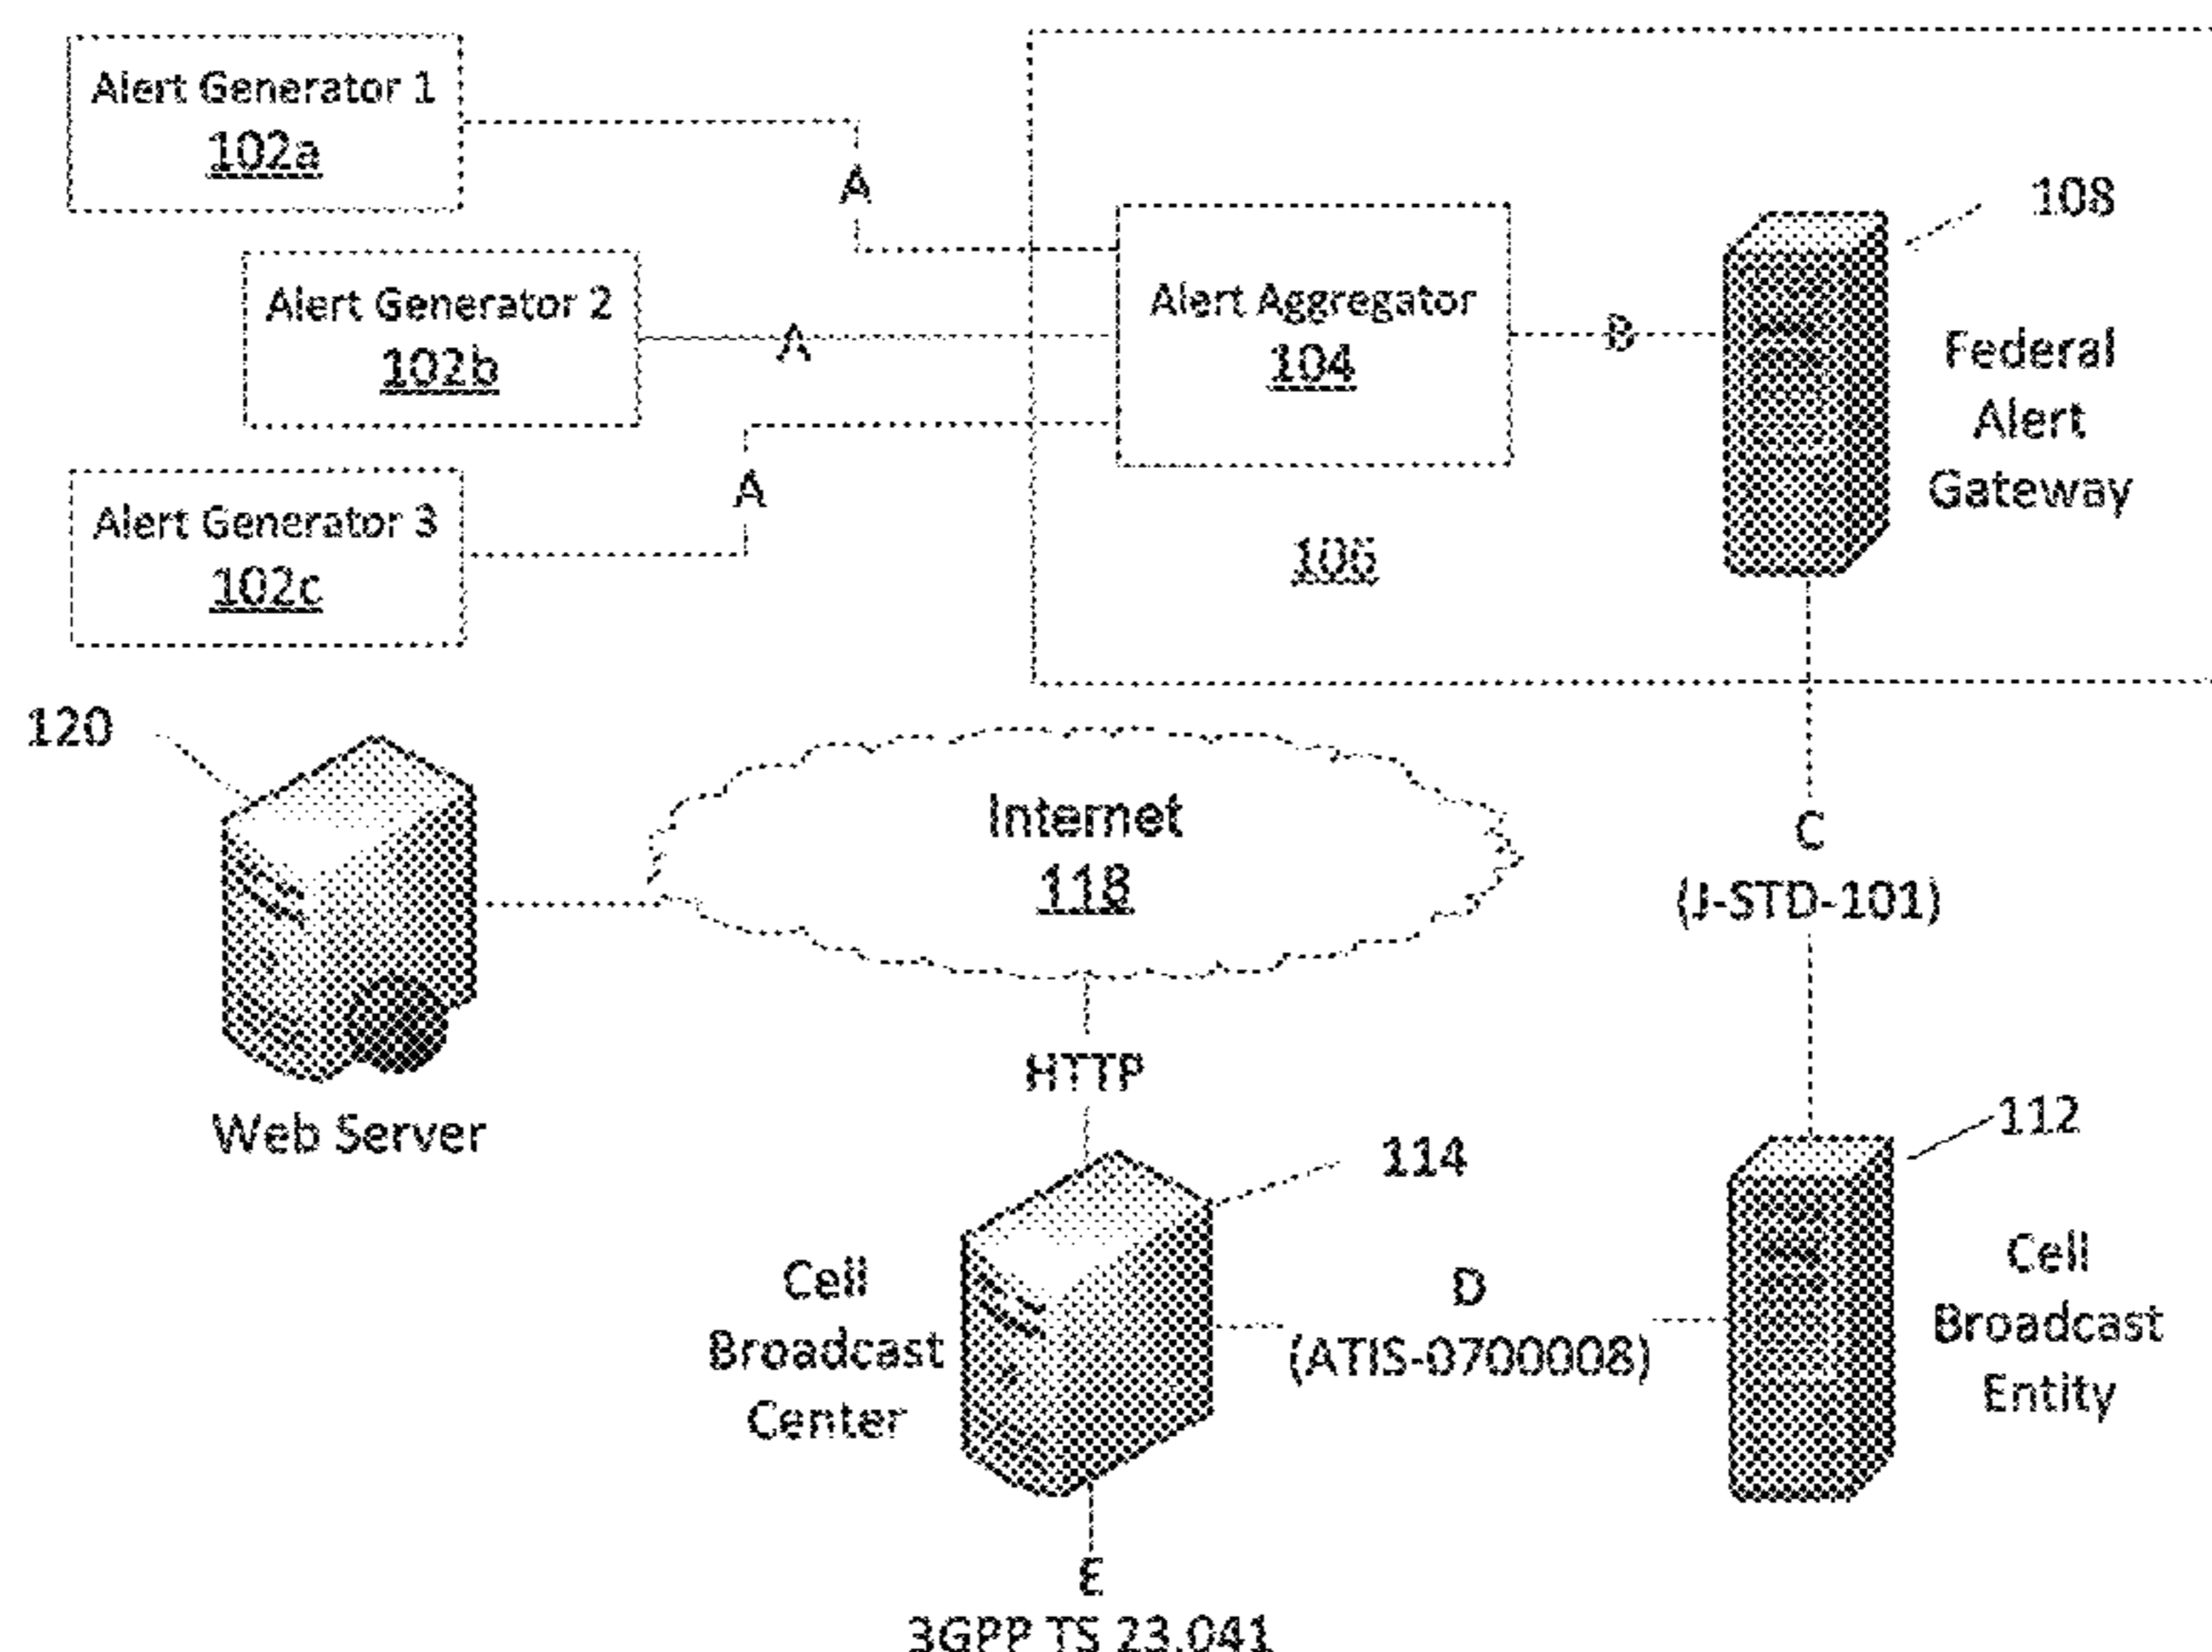 Alert Generator 1
102a
A
108
Alert Generator 2
102b
A
Alert Aggregator
104
B
Federal
Alert
Gateway
Alert Generator 3
102c
A
106
120
Internet
118
C
(J-STD-101)
Web Server
HTTP
114
112
Cell
Broadcast
Center
D
(ATIS-0700008)
Cell
Broadcast
Entity
E
3GPP TS 23.041